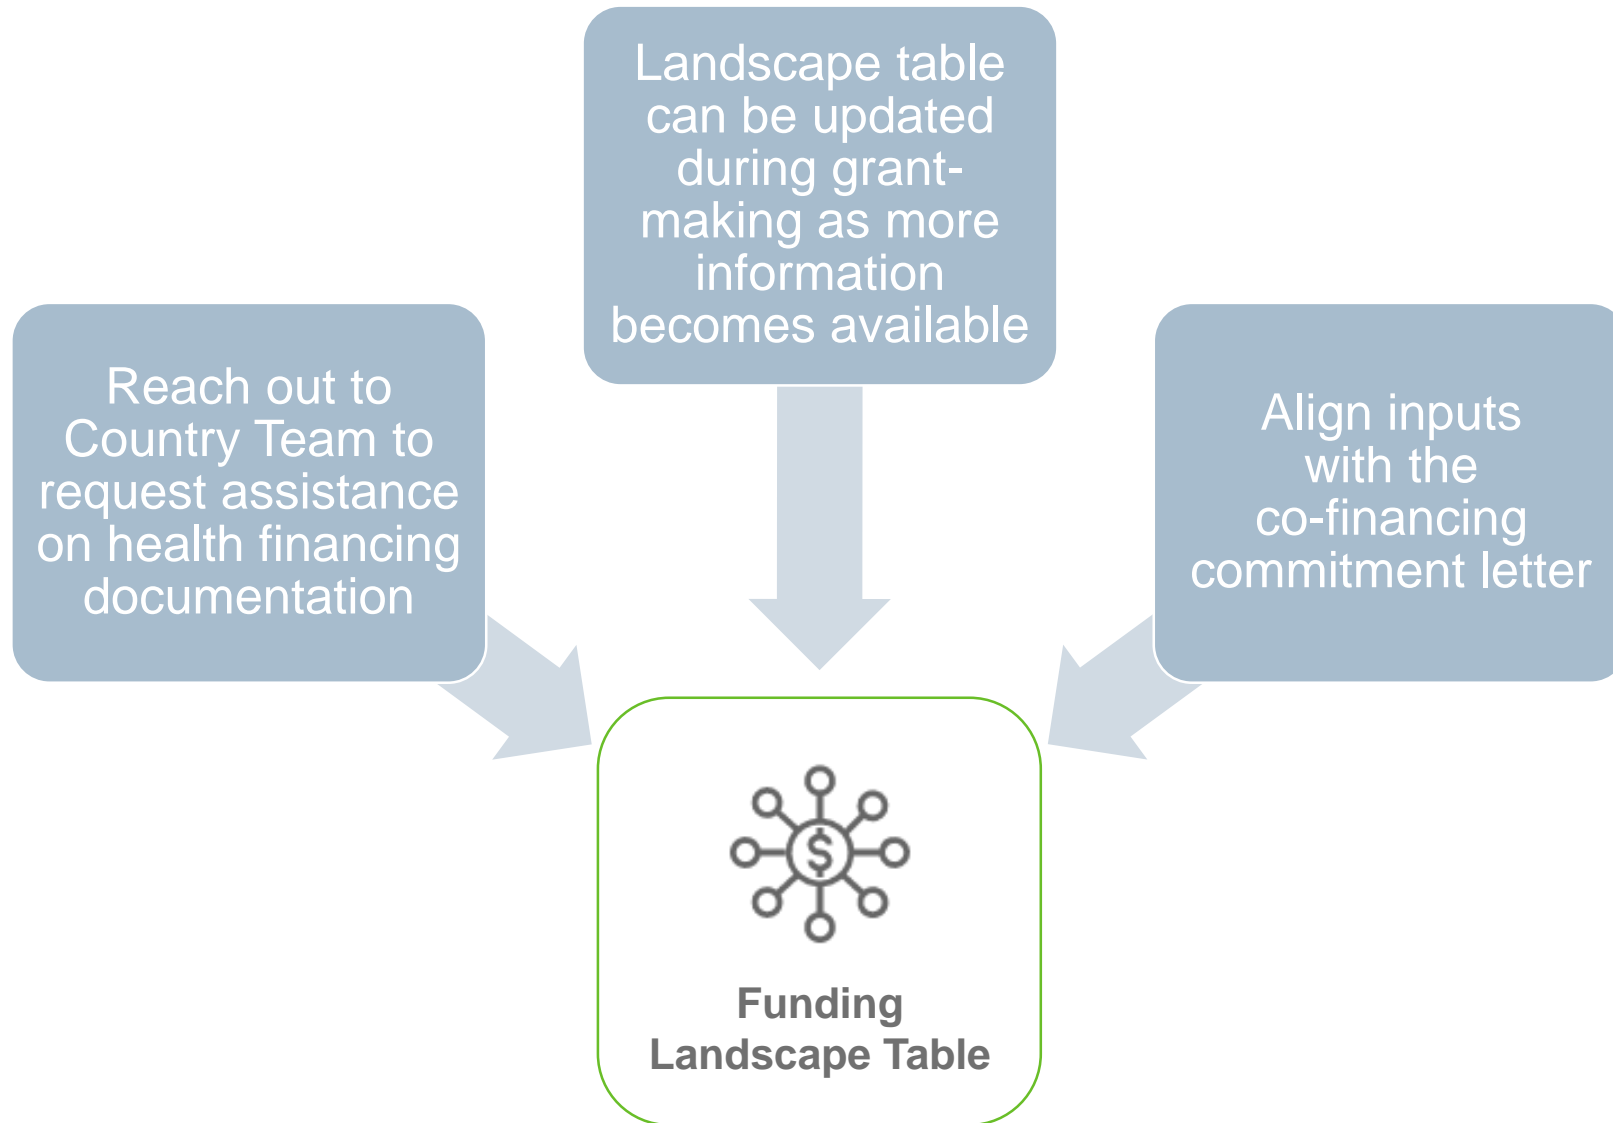 Reach out to
Country Team to
request assistance
on health financing
documentation
Landscape table
can be updated
during grant-
making as more
information
becomes available
Align inputs
with the
co-financing
commitment letter
$
Funding
Landscape Table